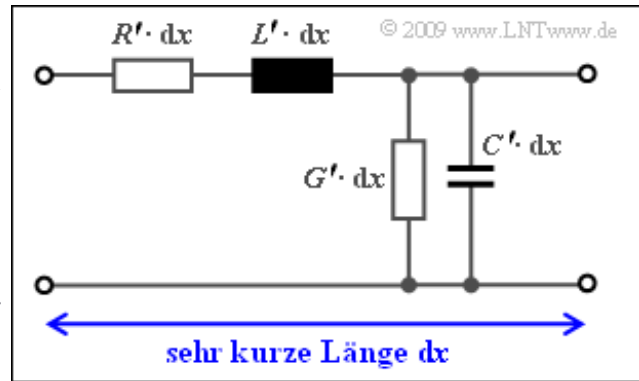 © 2009 www.LNTwww.de
R'· dx L'· dx
G'· dx C'· dx
sehr kurze Länge dx